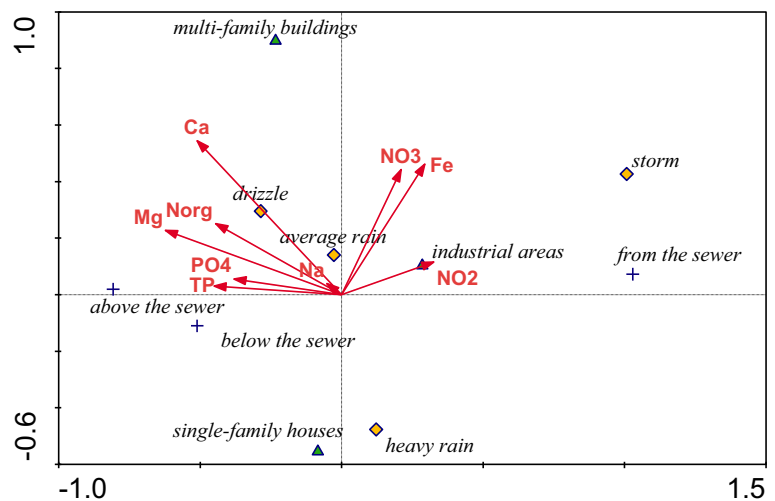 1.0
multi-family buildings
Ca
NO3
Fe
storm
drizzle
Mg
Norg
average rain
industrial areas
from the sewer
PO4
Na
NO2
TP
above the sewer
below the sewer
single-family houses
heavy rain
-0.6
-1.0
1.5